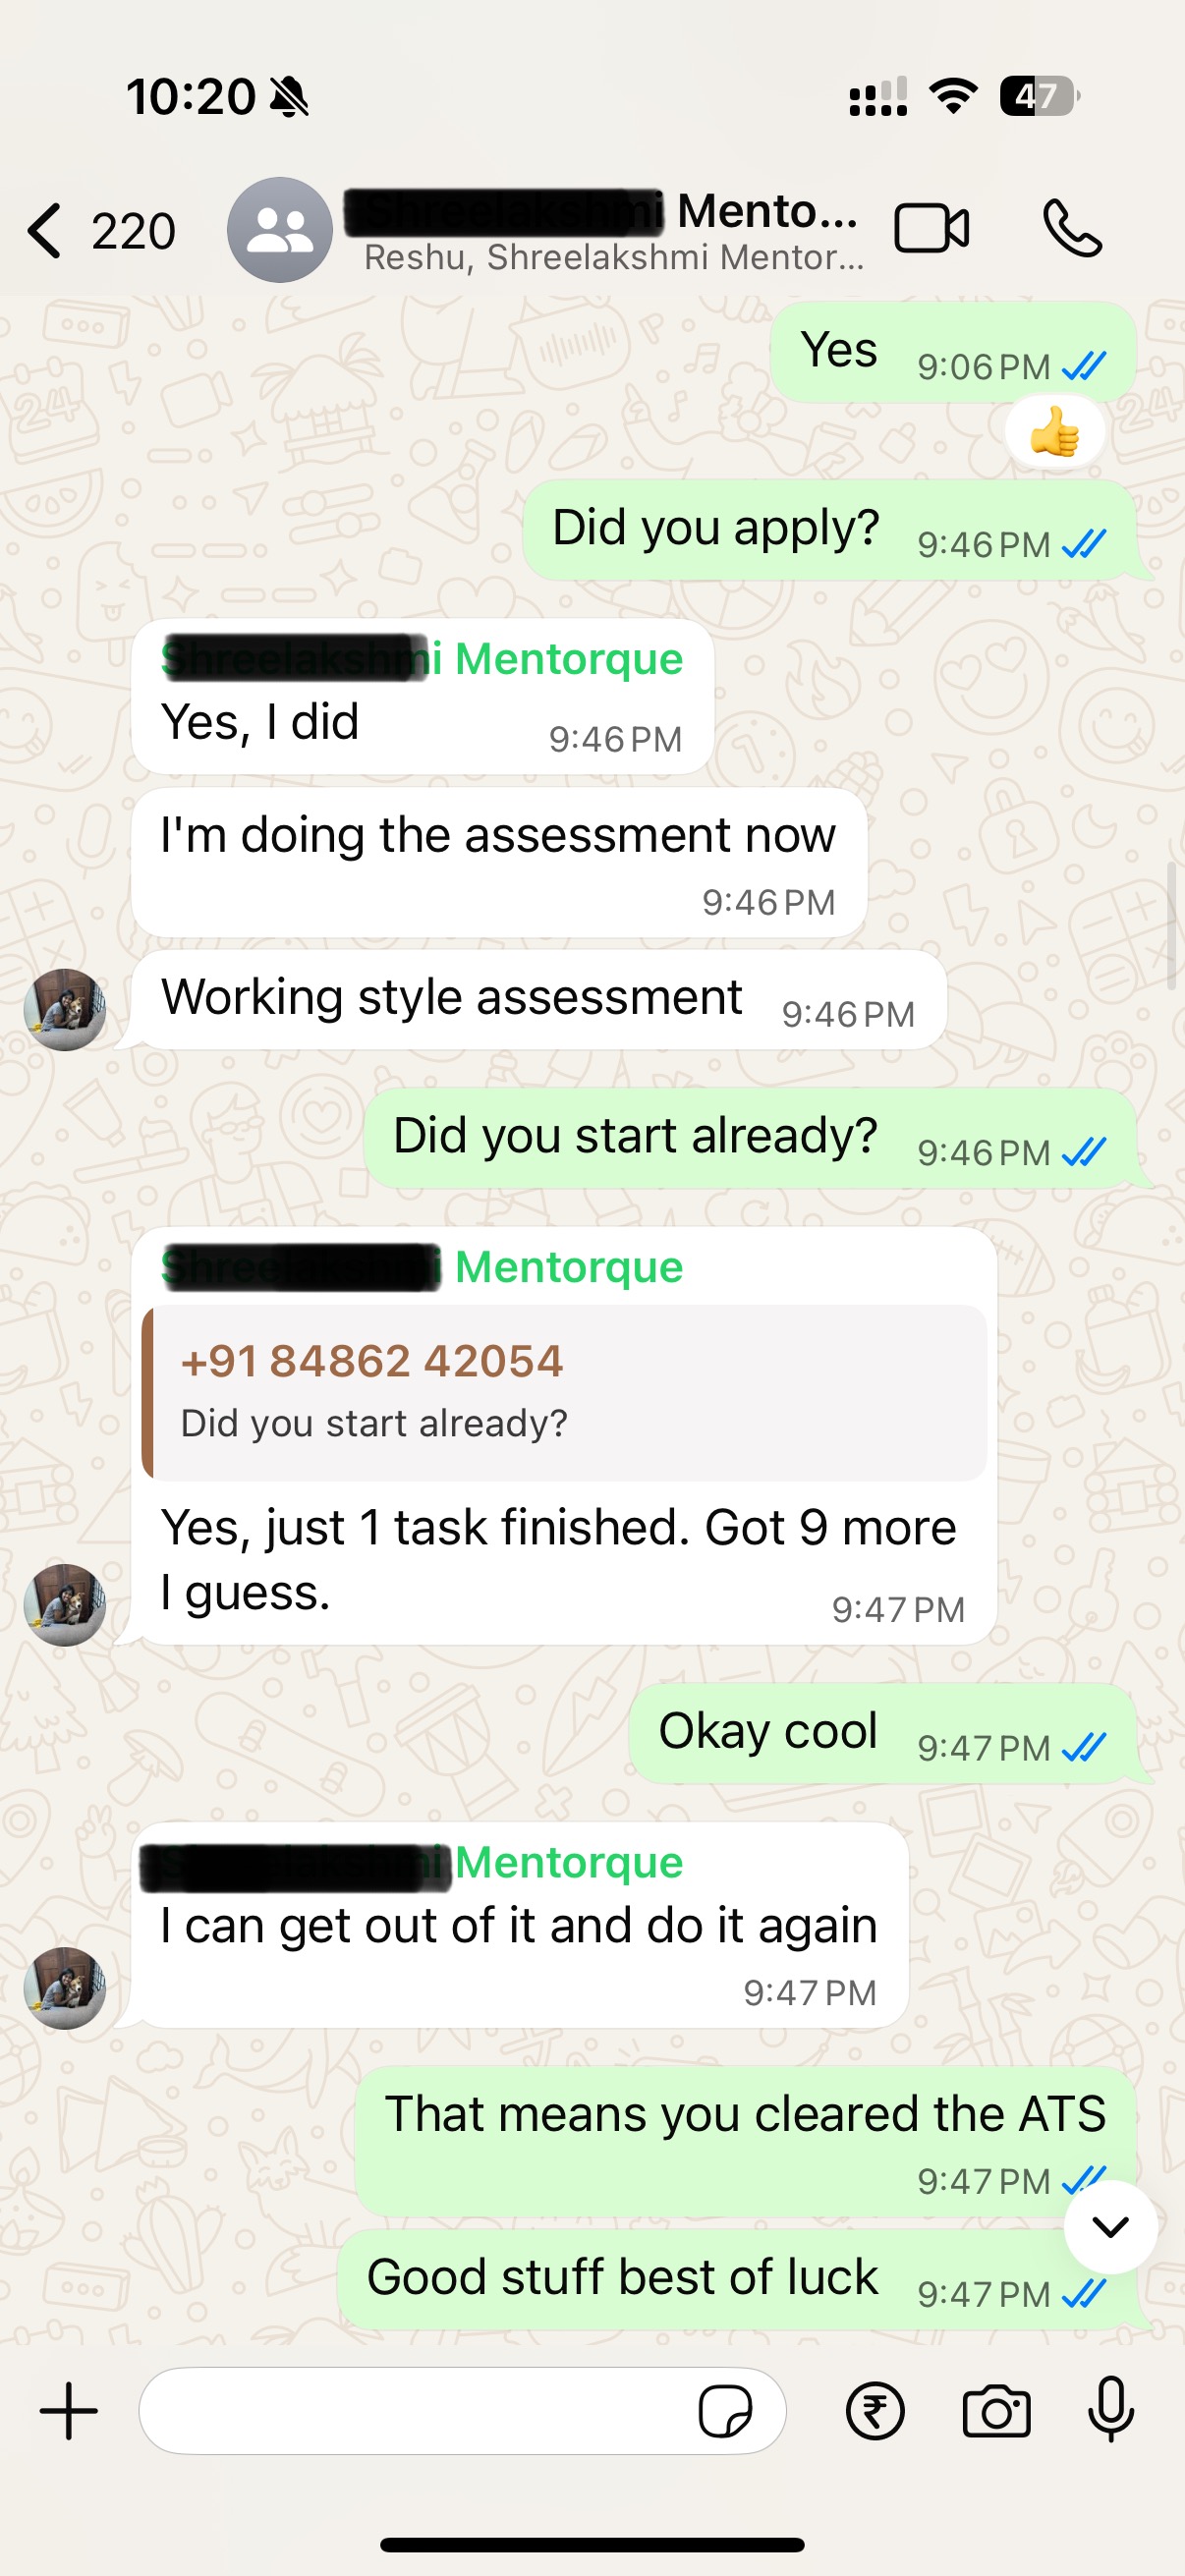 10:20
47
220
Mento...
Reshu, Shreelakshmi Mentor...
Yes 9:06 PM
Did you apply? 9:46 PM
Mentorque
Yes, I did 9:46 PM
I'm doing the assessment now
9:46 PM
Working style assessment 9:46 PM
Did you start already? 9:46 PM
Mentorque
+91 84862 42054
Did you start already?
Yes, just 1 task finished. Got 9 more
I guess. 9:47 PM
Okay cool 9:47 PM
Mentorque
I can get out of it and do it again
9:47 PM
That means you cleared the ATS
9:47 PM
Good stuff best of luck 9:47 PM